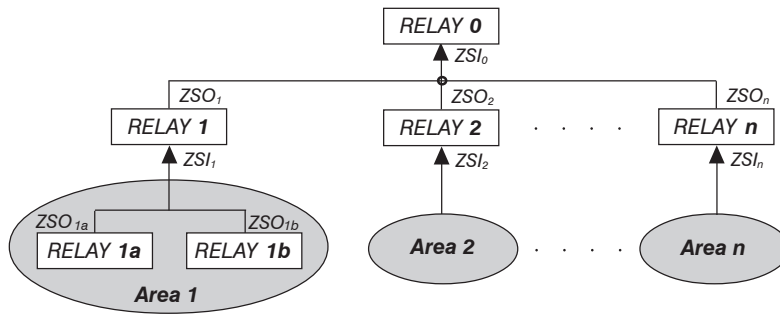 RELAY 0
ZSI0
ZSO1
ZSO2
ZSOn
RELAY 1
RELAY 2
. . . . .
RELAY n
ZSI1
ZSI2
ZSIn
ZSO1a
ZSO1b
RELAY 1a
RELAY 1b
Area 2
. . . . .
Area n
Area 1